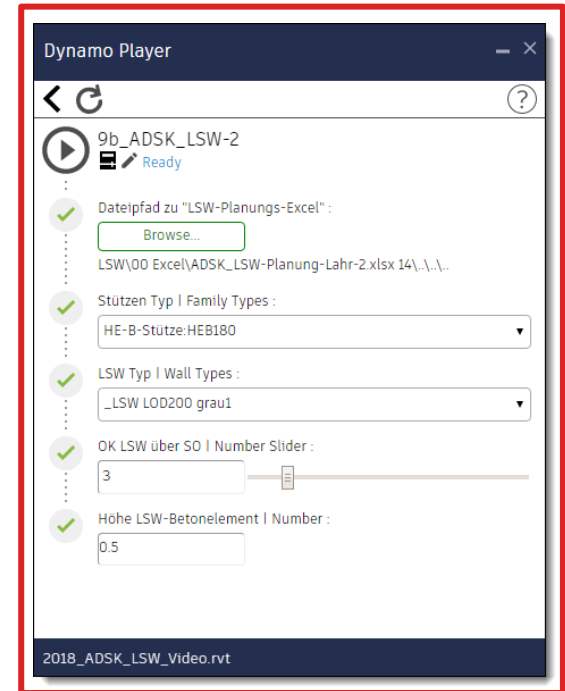 Dynamo Player
9b_ADSK_LSW-2
Ready
Dateipfad zu "LSW-Planungs-Excel" :
Browse...
LSW\00 Excel\ADSK_LSW-Planung-Lahr-2.xlsx 14\..\..\..
Stützen Typ | Family Types :
HE-B-Stütze:HEB180
LSW Typ | Wall Types :
_LSW LOD200 grau1
OK LSW über SO | Number Slider :
3
Höhe LSW-Betonelement | Number :
0.5
2018_ADSK_LSW_Video.rvt